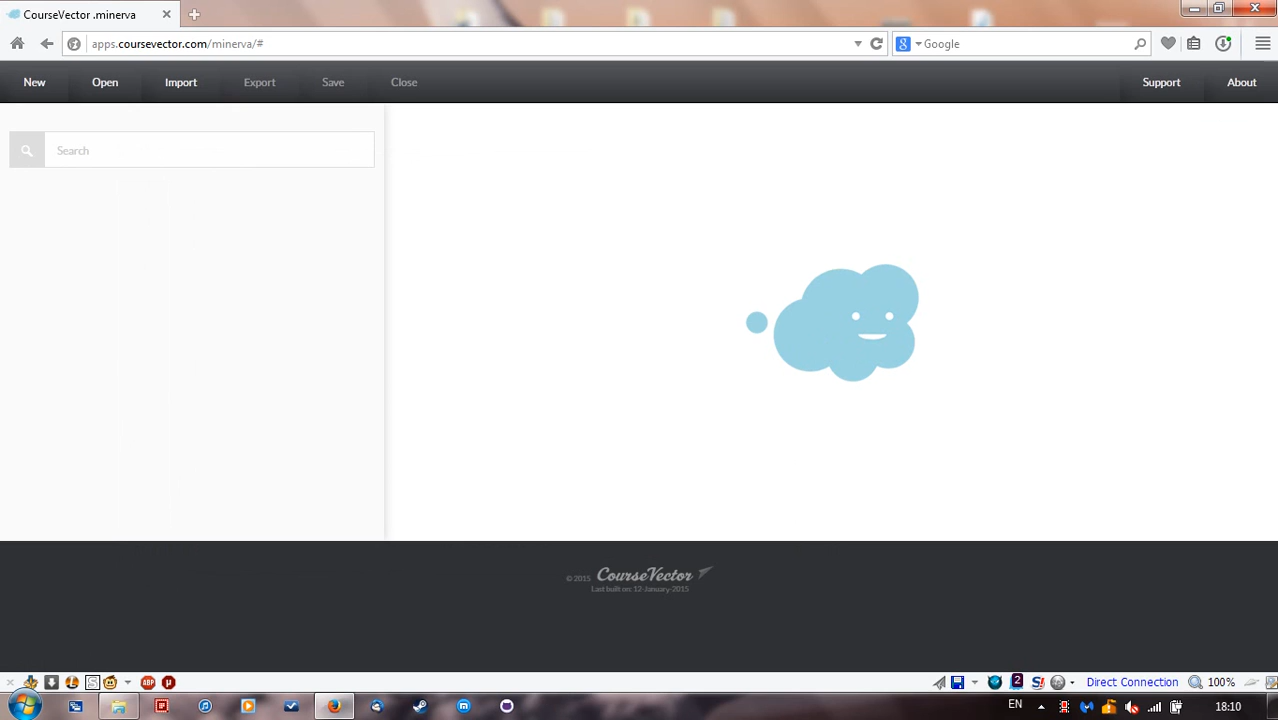 CourseVector .minerva
apps.coursevector.com/minerva/#
Google
New Open Import Export Save Close Support About
Search
© 2015 CourseVector
Last built on: 12-January-2015
Direct Connection 100%
EN 18:10